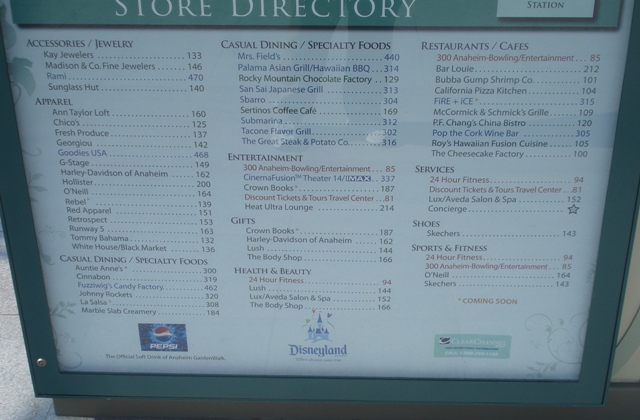 STORE DIRECTORY
STATION
ACCESSORIES / JEWELRY
Kay Jewelers 133
Madison & Co. Fine Jewelers 146
Rami 470
Sunglass Hut 140
APPAREL
Ann Taylor Loft 160
Chico's 125
Fresh Produce 137
Georgiou 142
Goodies USA 468
G-Stage 149
Harley-Davidson of Anaheim 162
Hollister 200
O'Neill 164
Rebel 139
Red Apparel 151
Retrospect 153
Runway 5 163
Tommy Bahama 132
White House/Black Market 136
CASUAL DINING / SPECIALTY FOODS
Auntie Anne's 300
Cinnabon 319
Fuzziwig's Candy Factory 462
Johnny Rockets 320
La Salsa 308
Marble Slab Creamery 184
CASUAL DINING / SPECIALTY FOODS
Mrs. Field's 440
Palama Asian Grill/Hawaiian BBQ 314
Rocky Mountain Chocolate Factory 129
San Sai Japanese Grill 313
Sbarro 304
Sertinos Coffee Café 169
Submarina 312
Tacone Flavor Grill 302
The Great Steak & Potato Co. 316
ENTERTAINMENT
300 Anaheim-Bowling/Entertainment 85
CinemaFusion Theater 14/IMAX 337
Crown Books 187
Discount Tickets & Tours Travel Center 81
Heat Ultra Lounge 214
GIFTS
Crown Books 187
Harley-Davidson of Anaheim 162
Lush 144
The Body Shop 166
HEALTH & BEAUTY
24 Hour Fitness 94
Lush 144
Lux/Aveda Salon & Spa 152
The Body Shop 166
RESTAURANTS / CAFES
300 Anaheim-Bowling/Entertainment 85
Bar Louie 212
Bubba Gump Shrimp Co. 101
California Pizza Kitchen 104
FiRE + ICE 315
McCormick & Schmick's Grille 109
P.F. Chang's China Bistro 120
Pop the Cork Wine Bar 305
Roy's Hawaiian Fusion Cuisine 105
The Cheesecake Factory 100
SERVICES
24 Hour Fitness 94
Discount Tickets & Tours Travel Center 81
Lux/Aveda Salon & Spa 152
Concierge
SHOES
Skechers 143
SPORTS & FITNESS
24 Hour Fitness 94
300 Anaheim-Bowling/Entertainment 85
O'Neill 164
Skechers 143
* COMING SOON
PEPSI
The Official Soft Drink of Anaheim GardenWalk.
Disneyland
CLEARCHANNEL